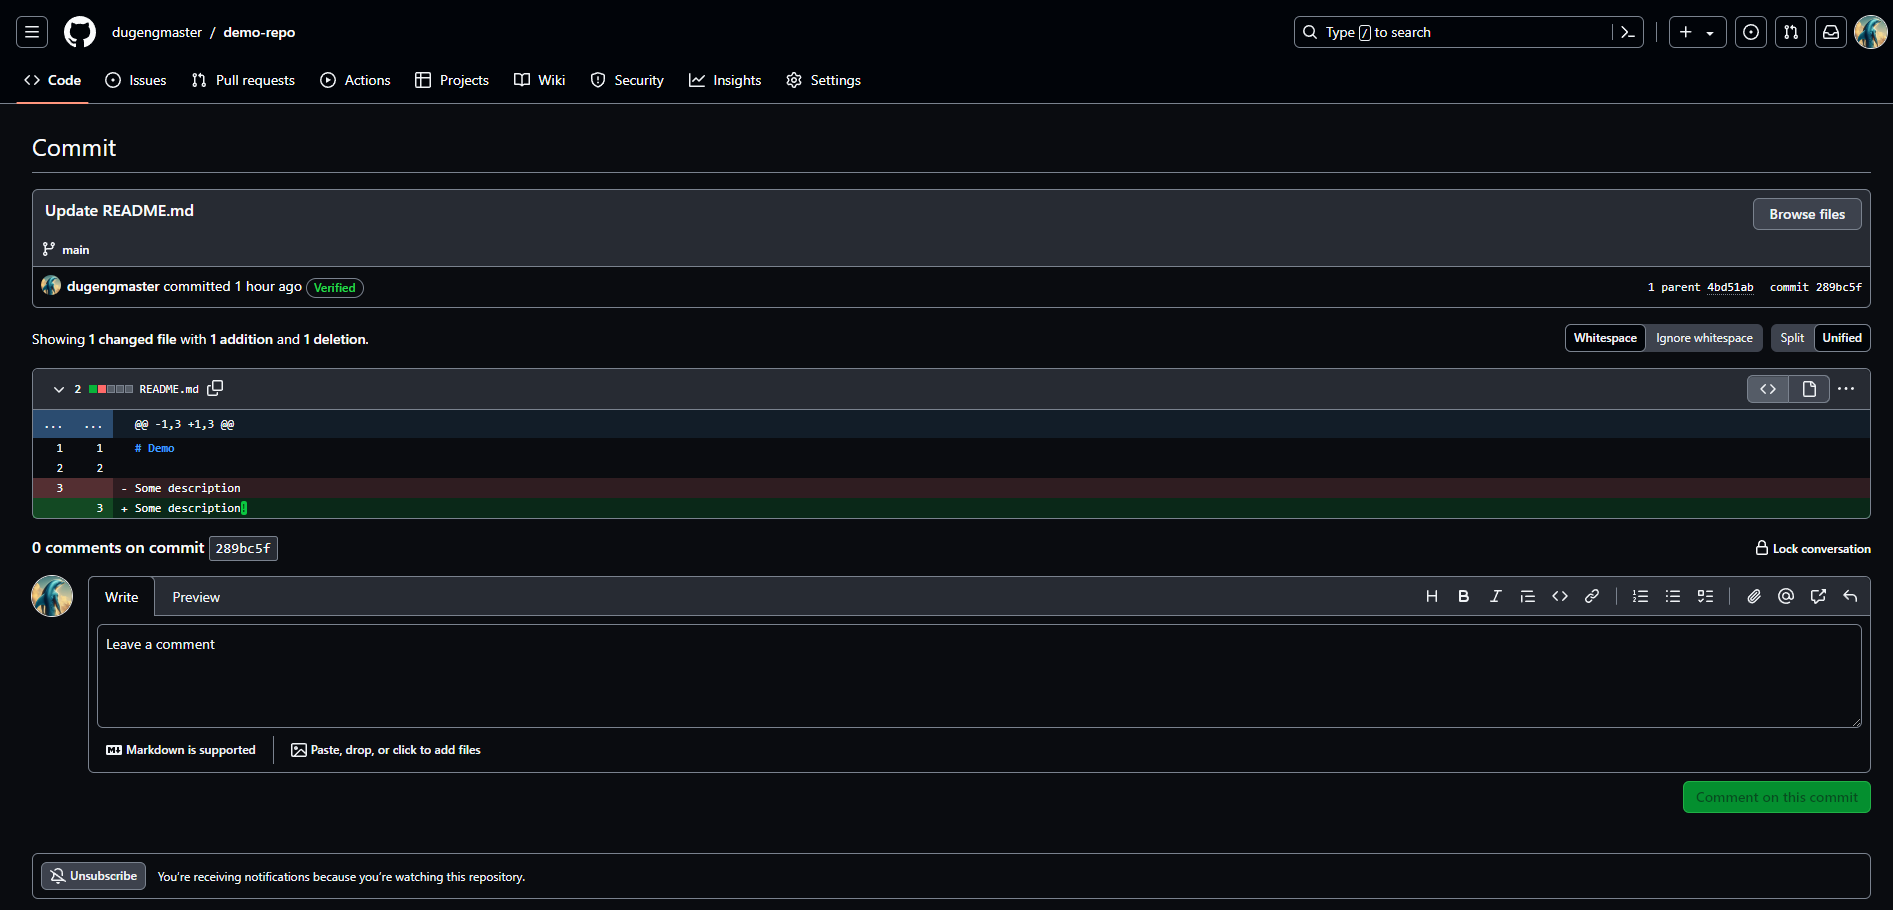 dugengmaster / demo-repo
Type / to search
Code Issues Pull requests Actions Projects Wiki Security Insights Settings
Commit
Update README.md
Browse files
main
dugengmaster committed 1 hour ago Verified
1 parent 4bd51ab commit 289bc5f
Showing 1 changed file with 1 addition and 1 deletion.
Whitespace Ignore whitespace Split Unified
2 README.md
... ... @@ -1,3 +1,3 @@
1 1 # Demo
2 2
3 - Some description
3 + Some description!
0 comments on commit 289bc5f
Lock conversation
Write Preview
Leave a comment
Markdown is supported
Paste, drop, or click to add files
Comment on this commit
Unsubscribe You're receiving notifications because you're watching this repository.